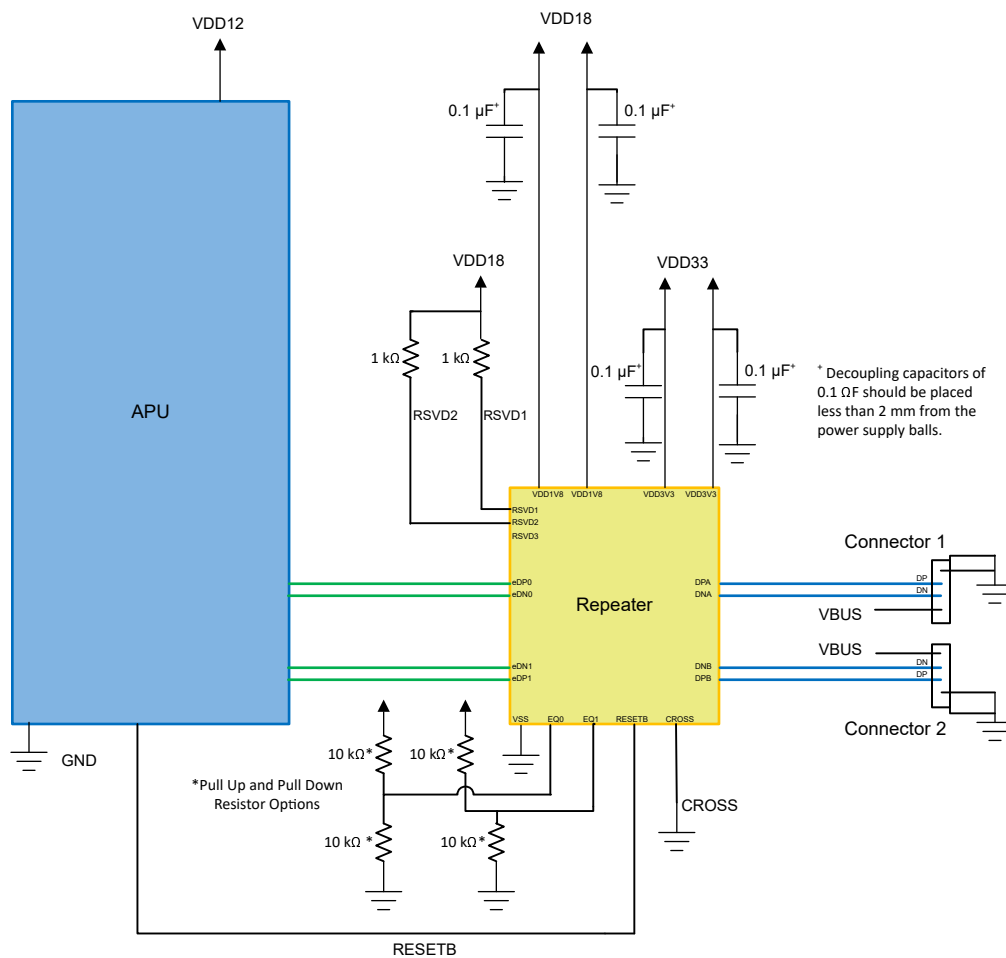 VDD12
VDD18
0.1 µF+
0.1 µF+
VDD18
VDD33
1 kΩ
1 kΩ
0.1 µF+
0.1 µF+
+ Decoupling capacitors of
0.1 ΩF should be placed
less than 2 mm from the
power supply balls.
APU
RSVD2
RSVD1
VDD1V8
VDD1V8
VDD3V3
VDD3V3
RSVD1
RSVD2
RSVD3
Connector 1
eDP0
eDN0
DPA
DNA
DP
DN
Repeater
VBUS
VBUS
eDN1
eDP1
DNB
DPB
DN
DP
VSS
EQ0
EQ1
RESETB
CROSS
Connector 2
GND
10 kΩ*
10 kΩ*
*Pull Up and Pull Down
Resistor Options
CROSS
10 kΩ*
10 kΩ*
RESETB